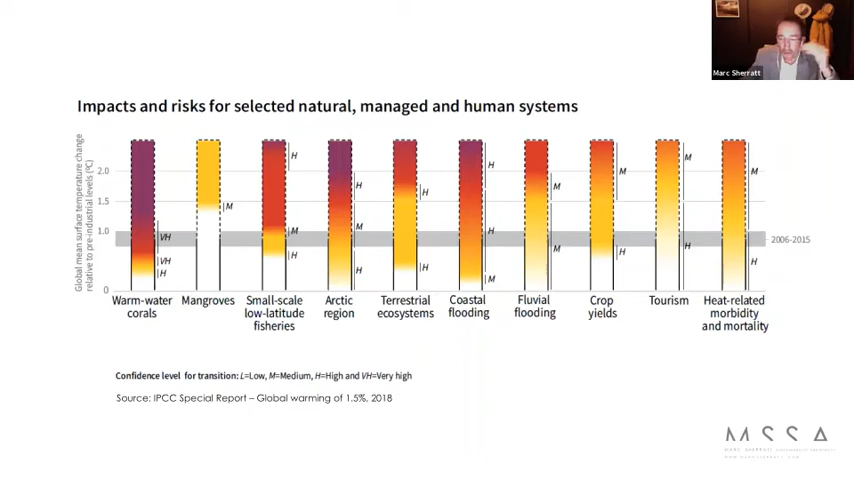 Marc Sherratt
Impacts and risks for selected natural, managed and human systems
Global mean surface temperature change
relative to pre-industrial levels (°C)
2.0
1.5
1.0
0
2006-2015
VH
VH
H
M
H
M
H
H
M
H
H
H
H
H
M
M
M
M
H
M
H
M
H
Warm-water
corals
Mangroves
Small-scale
low-latitude
fisheries
Arctic
region
Terrestrial
ecosystems
Coastal
flooding
Fluvial
flooding
Crop
yields
Tourism
Heat-related
morbidity
and mortality
Confidence level for transition: L=Low, M=Medium, H=High and VH=Very high
Source: IPCC Special Report – Global warming of 1.5%, 2018
MSSA
MARC SHERRATT